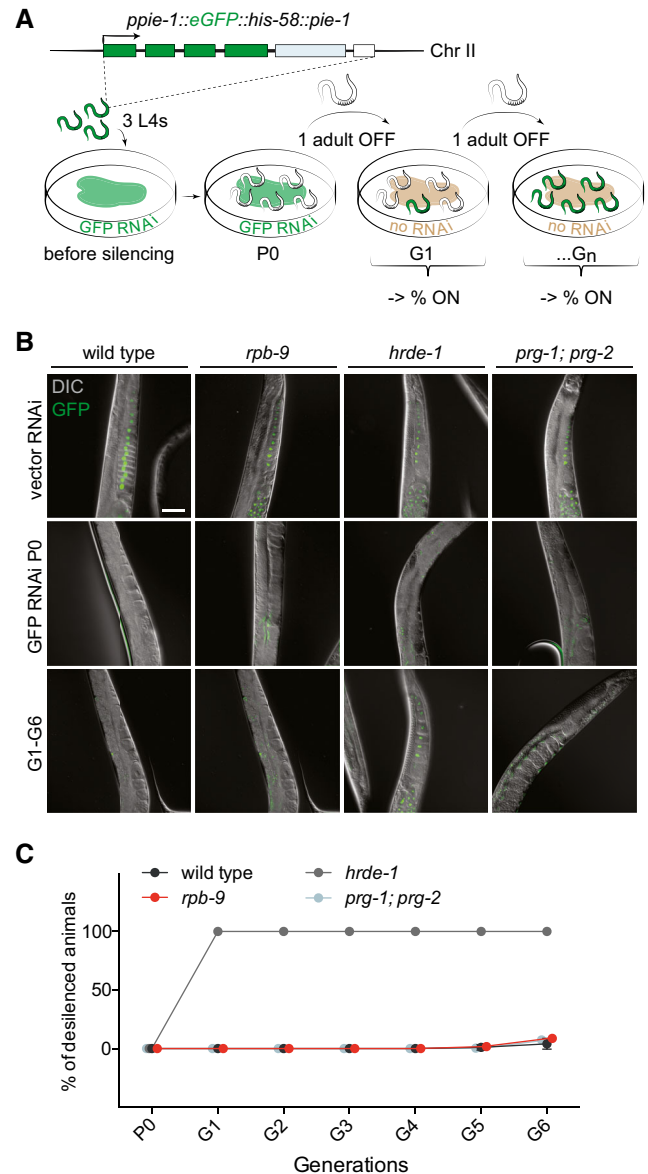 A
ppie-1::eGFP::his-58::pie-1
Chr II
3 L4s
1 adult OFF
1 adult OFF
GFP RNAi
GFP RNAi
no RNAi
no RNAi
before silencing
P0
G1
...Gn
-> % ON
-> % ON
B
wild type
rpb-9
hrde-1
prg-1; prg-2
DIC
GFP
vector RNAi
GFP RNAi P0
G1-G6
C
wild type
hrde-1
rpb-9
prg-1; prg-2
% of desilenced animals
100
50
0
P0
G1
G2
G3
G4
G5
G6
Generations